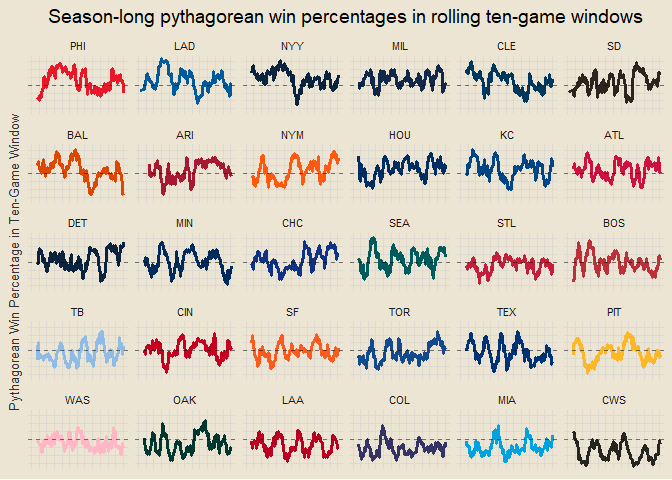 Season-long pythagorean win percentages in rolling ten-game windows
Pythagorean Win Percentage in Ten-Game Window
PHI LAD NYY MIL CLE SD
BAL ARI NYM HOU KC ATL
DET MIN CHC SEA STL BOS
TB CIN SF TOR TEX PIT
WAS OAK LAA COL MIA CWS